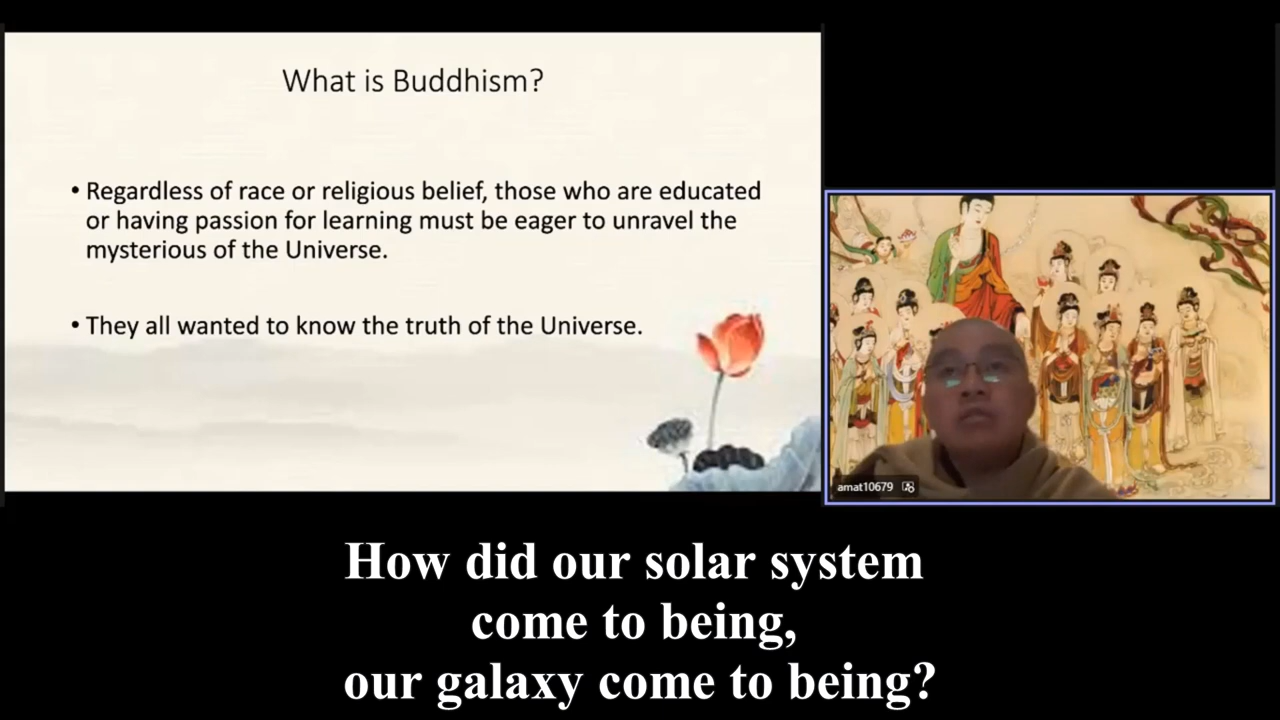 What is Buddhism?
• Regardless of race or religious belief, those who are educated
or having passion for learning must be eager to unravel the
mysterious of the Universe.
• They all wanted to know the truth of the Universe.
amat10679
How did our solar system
come to being,
our galaxy come to being?